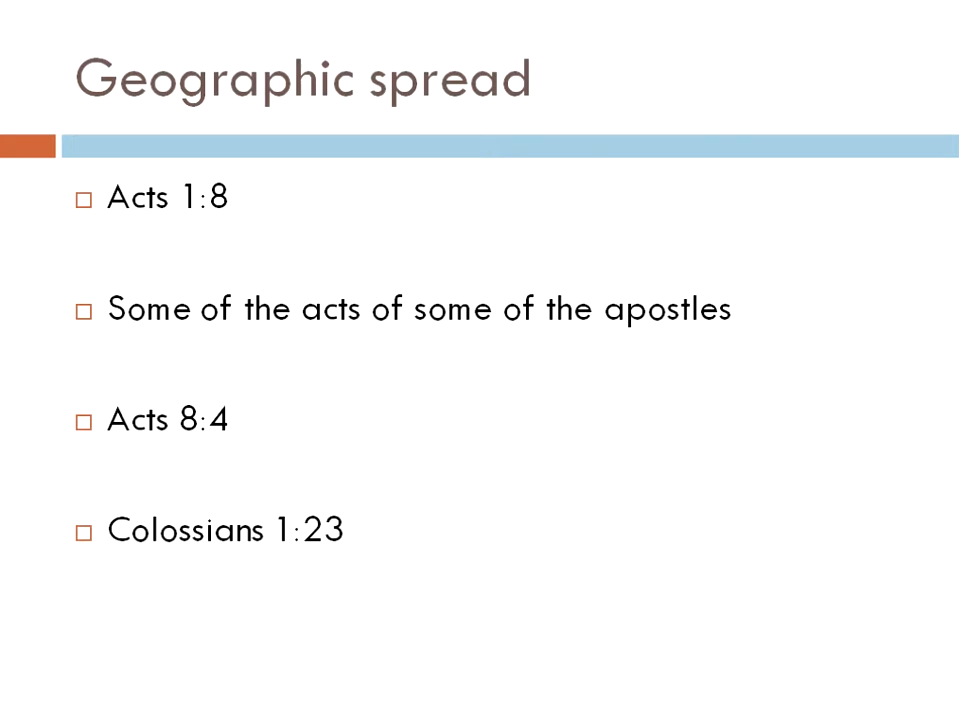 Geographic spread
Acts 1:8
Some of the acts of some of the apostles
Acts 8:4
Colossians 1:23